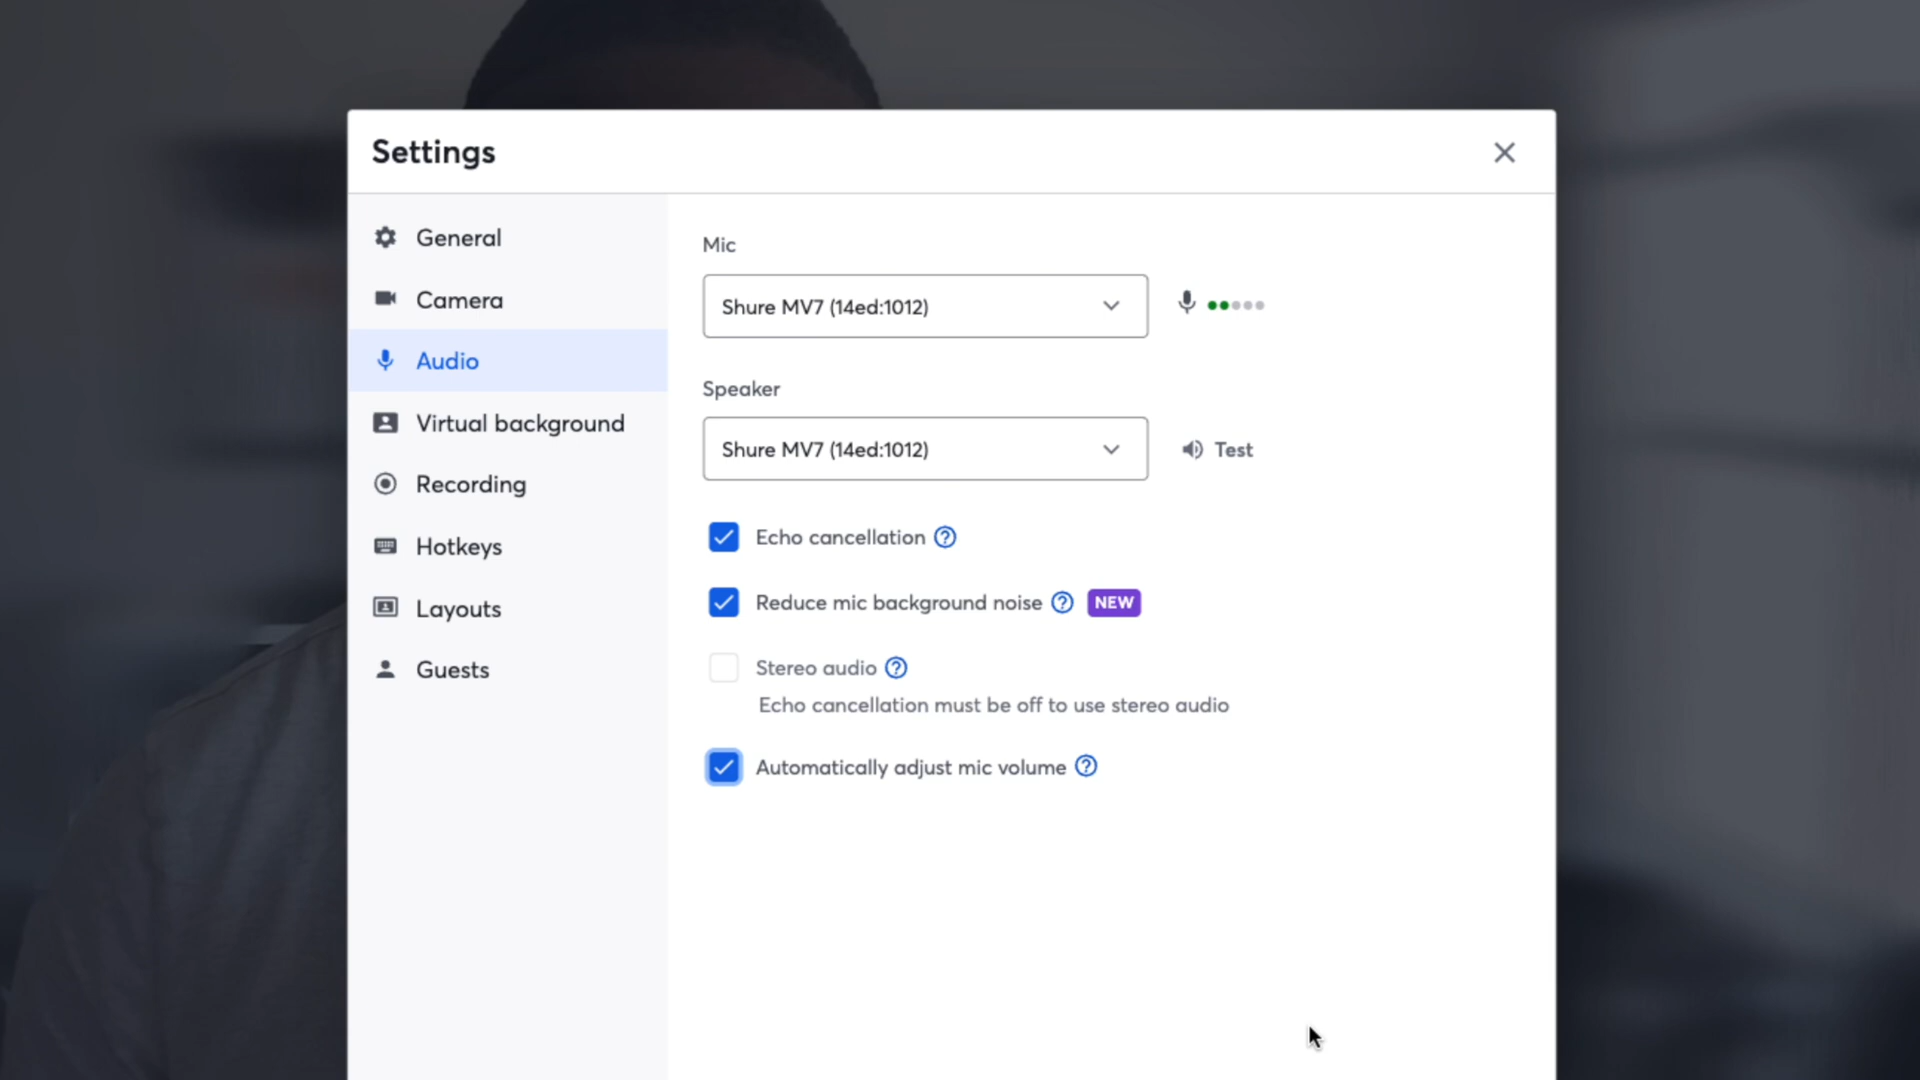 Settings
General
Camera
Audio
Virtual background
Recording
Hotkeys
Layouts
Guests
Mic
Shure MV7 (14ed:1012)
Speaker
Shure MV7 (14ed:1012)
Test
Echo cancellation
Reduce mic background noise NEW
Stereo audio
Echo cancellation must be off to use stereo audio
Automatically adjust mic volume